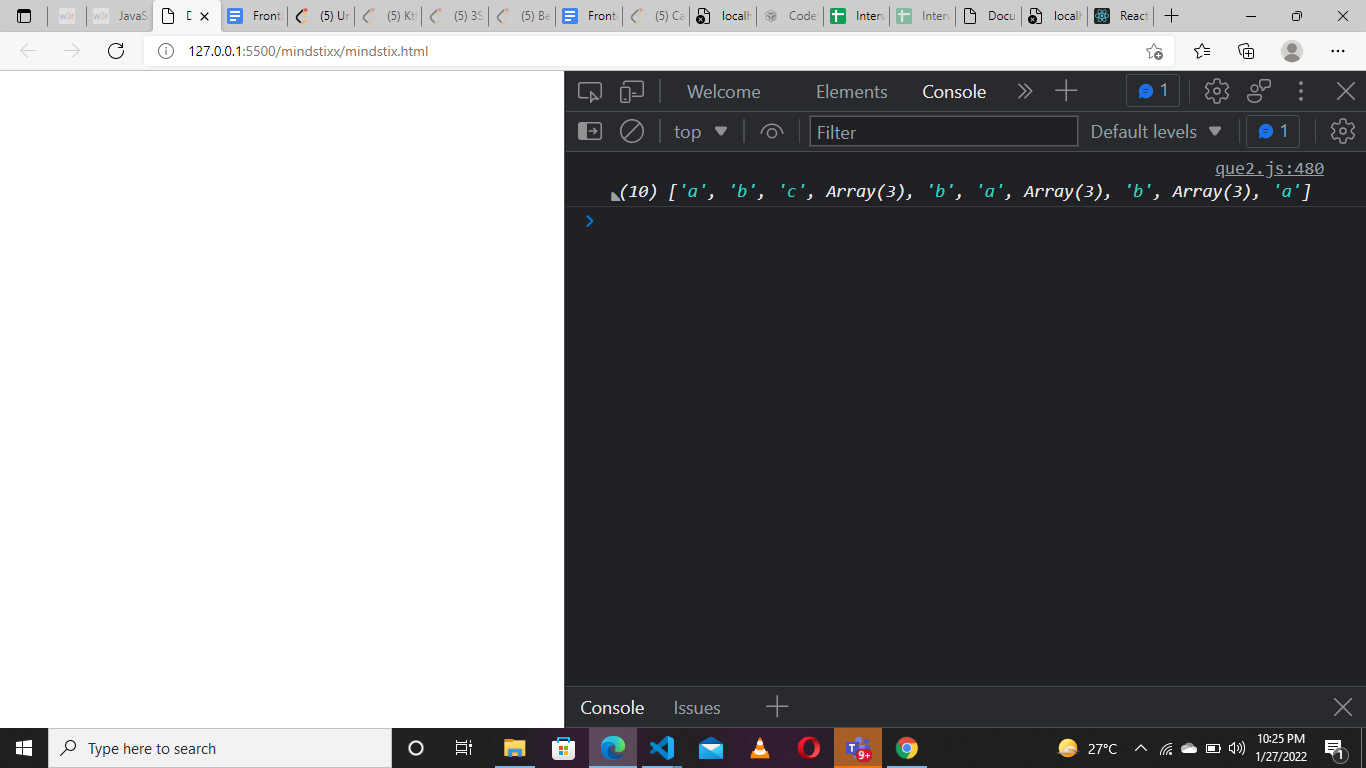 w3r
w3r JavaS
D
Front
(5) Ur
(5) Kt
(5) 3S
(5) Be
Front
(5) Ca
localh
Code
Interv
Interv
Docu
localh
React
127.0.0.1:5500/mindstixx/mindstix.html
Welcome Elements Console 1
top Filter Default levels 1
que2.js:480
(10) ['a', 'b', 'c', Array(3), 'b', 'a', Array(3), 'b', Array(3), 'a']
Console Issues
Type here to search
9+
27°C
10:25 PM
1/27/2022
1